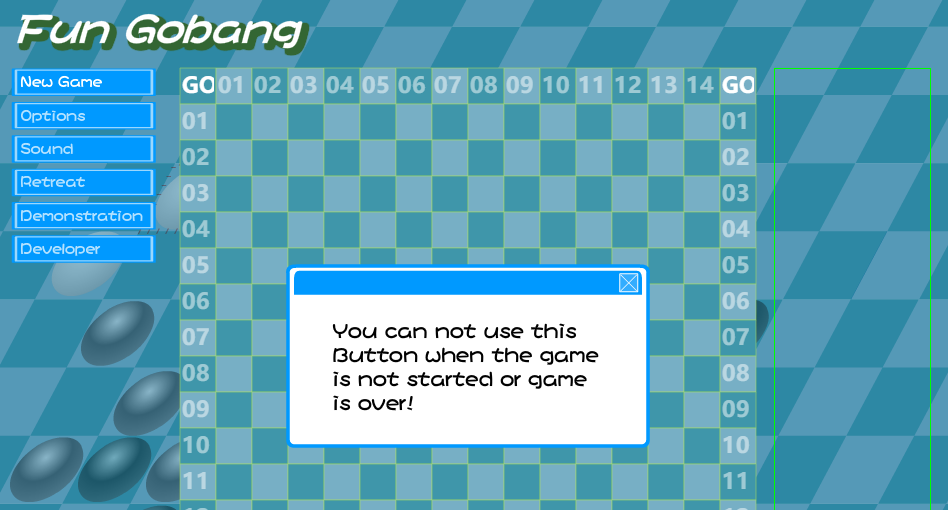 Fun Gobang
New Game
Options
Sound
Retreat
Demonstration
Developer
GO 01 02 03 04 05 06 07 08 09 10 11 12 13 14 GO
01 01
02 02
03 03
04 04
05 05
06 06
07 07
08 08
09 09
10 10
11 11
You can not use this
Button when the game
is not started or game
is over!